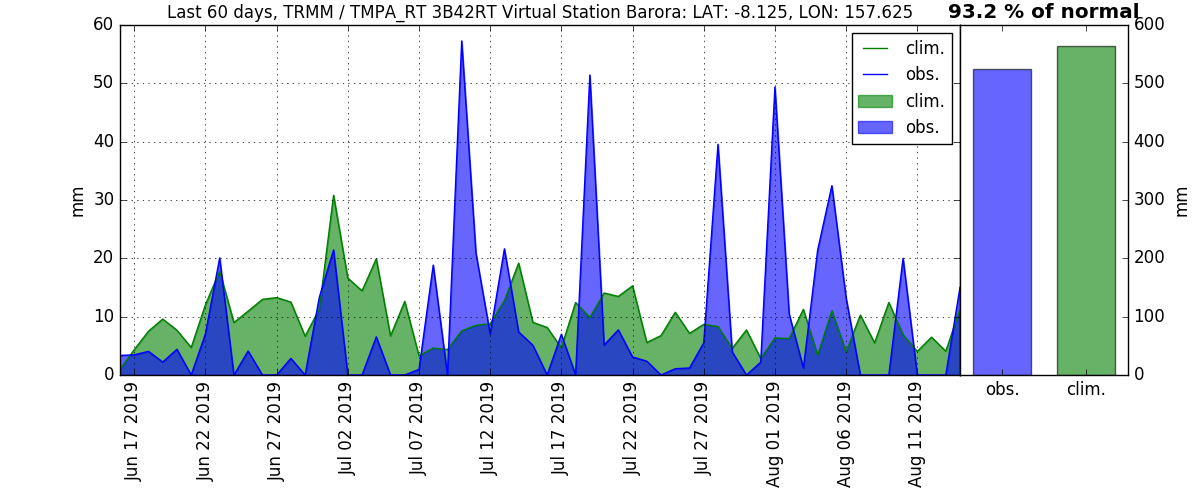 Last 60 days, TRMM / TMPA_RT 3B42RT Virtual Station Barora: LAT: -8.125, LON: 157.625
93.2 % of normal
60
50
40
30
20
10
0
mm
clim.
obs.
clim.
obs.
600
500
400
300
200
100
0
mm
obs.
clim.
Jun 17 2019
Jun 22 2019
Jun 27 2019
Jul 02 2019
Jul 07 2019
Jul 12 2019
Jul 17 2019
Jul 22 2019
Jul 27 2019
Aug 01 2019
Aug 06 2019
Aug 11 2019